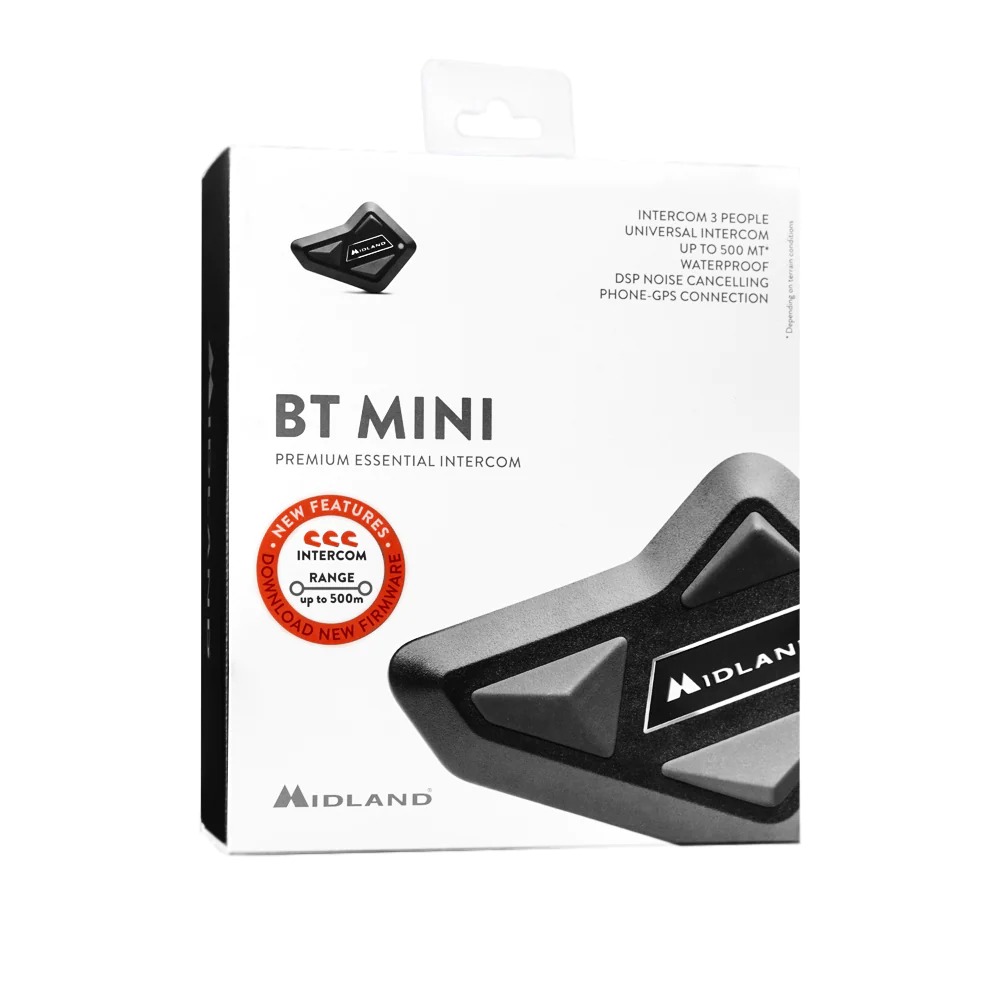 MIDLAND
INTERCOM 3 PEOPLE
UNIVERSAL INTERCOM
UP TO 500 MT*
WATERPROOF
DSP NOISE CANCELLING
PHONE-GPS CONNECTION
* Depending on terrain conditions
BT MINI
PREMIUM ESSENTIAL INTERCOM
• NEW FEATURES •
INTERCOM
RANGE
up to 500m
DOWNLOAD NEW FIRMWARE
MIDLAN
MIDLAND®
MIDLAND